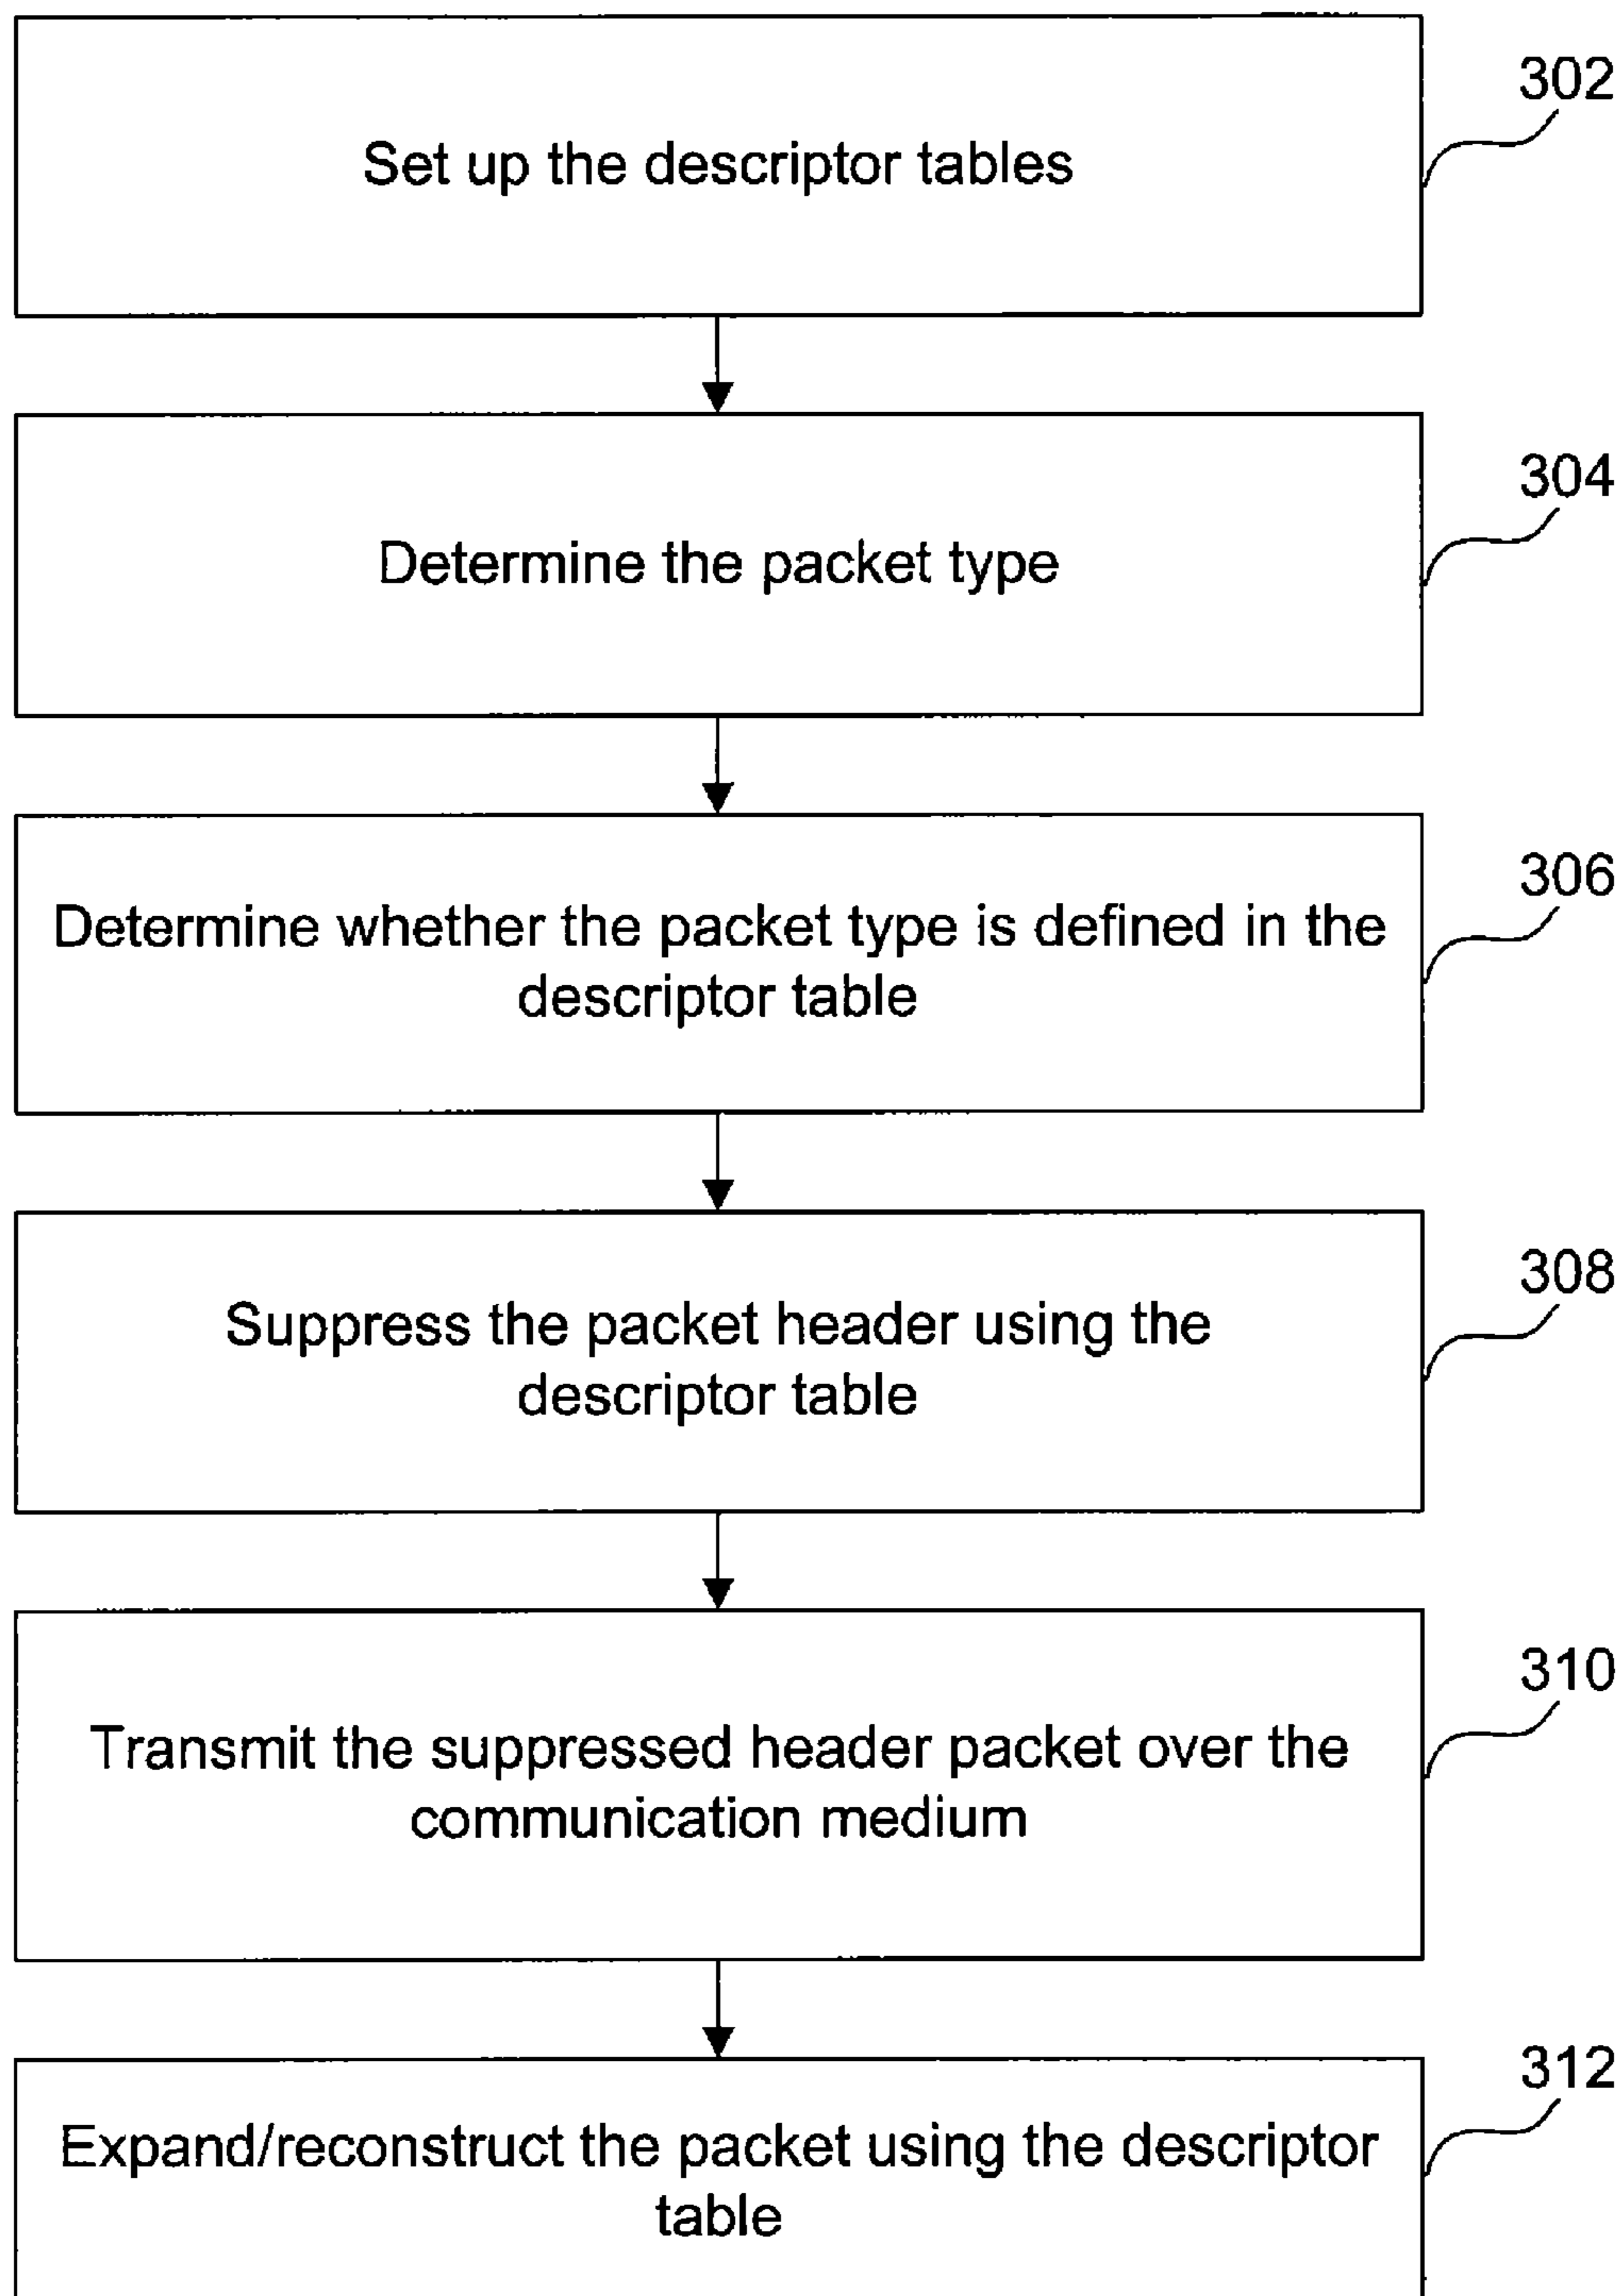 302
Set up the descriptor tables
304
Determine the packet type
306
Determine whether the packet type is defined in the
descriptor table
308
Suppress the packet header using the
descriptor table
310
Transmit the suppressed header packet over the
communication medium
312
Expand/reconstruct the packet using the descriptor
table